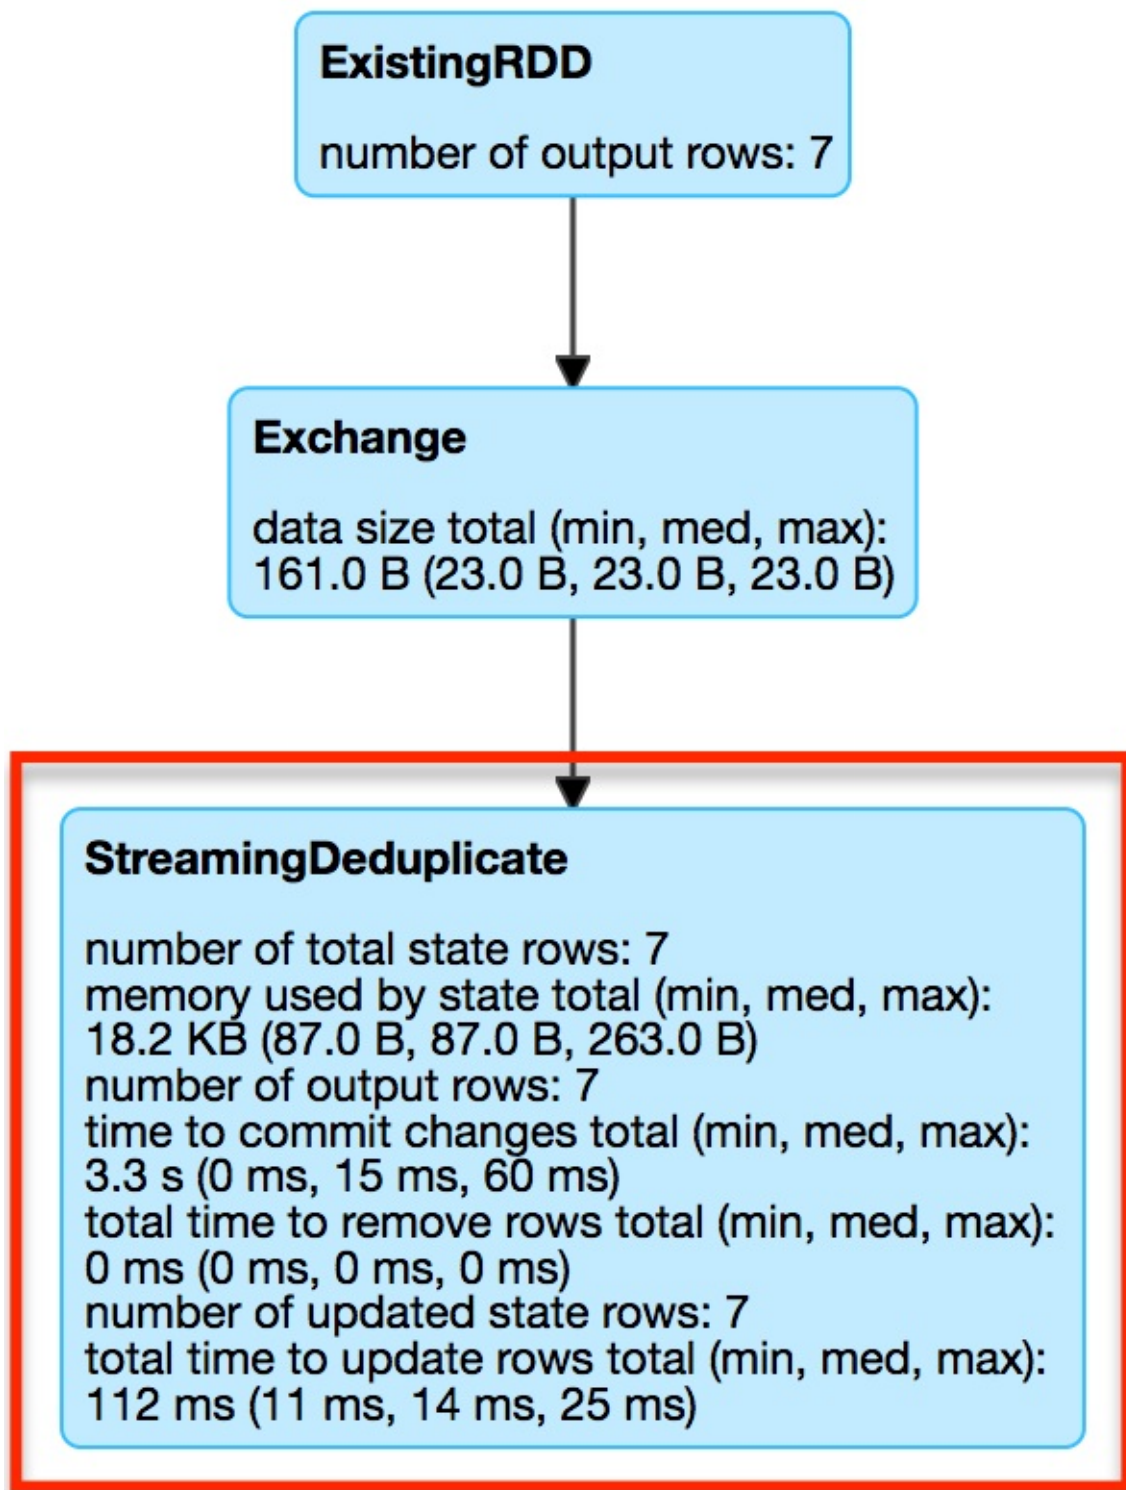 ExistingRDD
number of output rows: 7
Exchange
data size total (min, med, max):
161.0 B (23.0 B, 23.0 B, 23.0 B)
StreamingDeduplicate
number of total state rows: 7
memory used by state total (min, med, max):
18.2 KB (87.0 B, 87.0 B, 263.0 B)
number of output rows: 7
time to commit changes total (min, med, max):
3.3 s (0 ms, 15 ms, 60 ms)
total time to remove rows total (min, med, max):
0 ms (0 ms, 0 ms, 0 ms)
number of updated state rows: 7
total time to update rows total (min, med, max):
112 ms (11 ms, 14 ms, 25 ms)